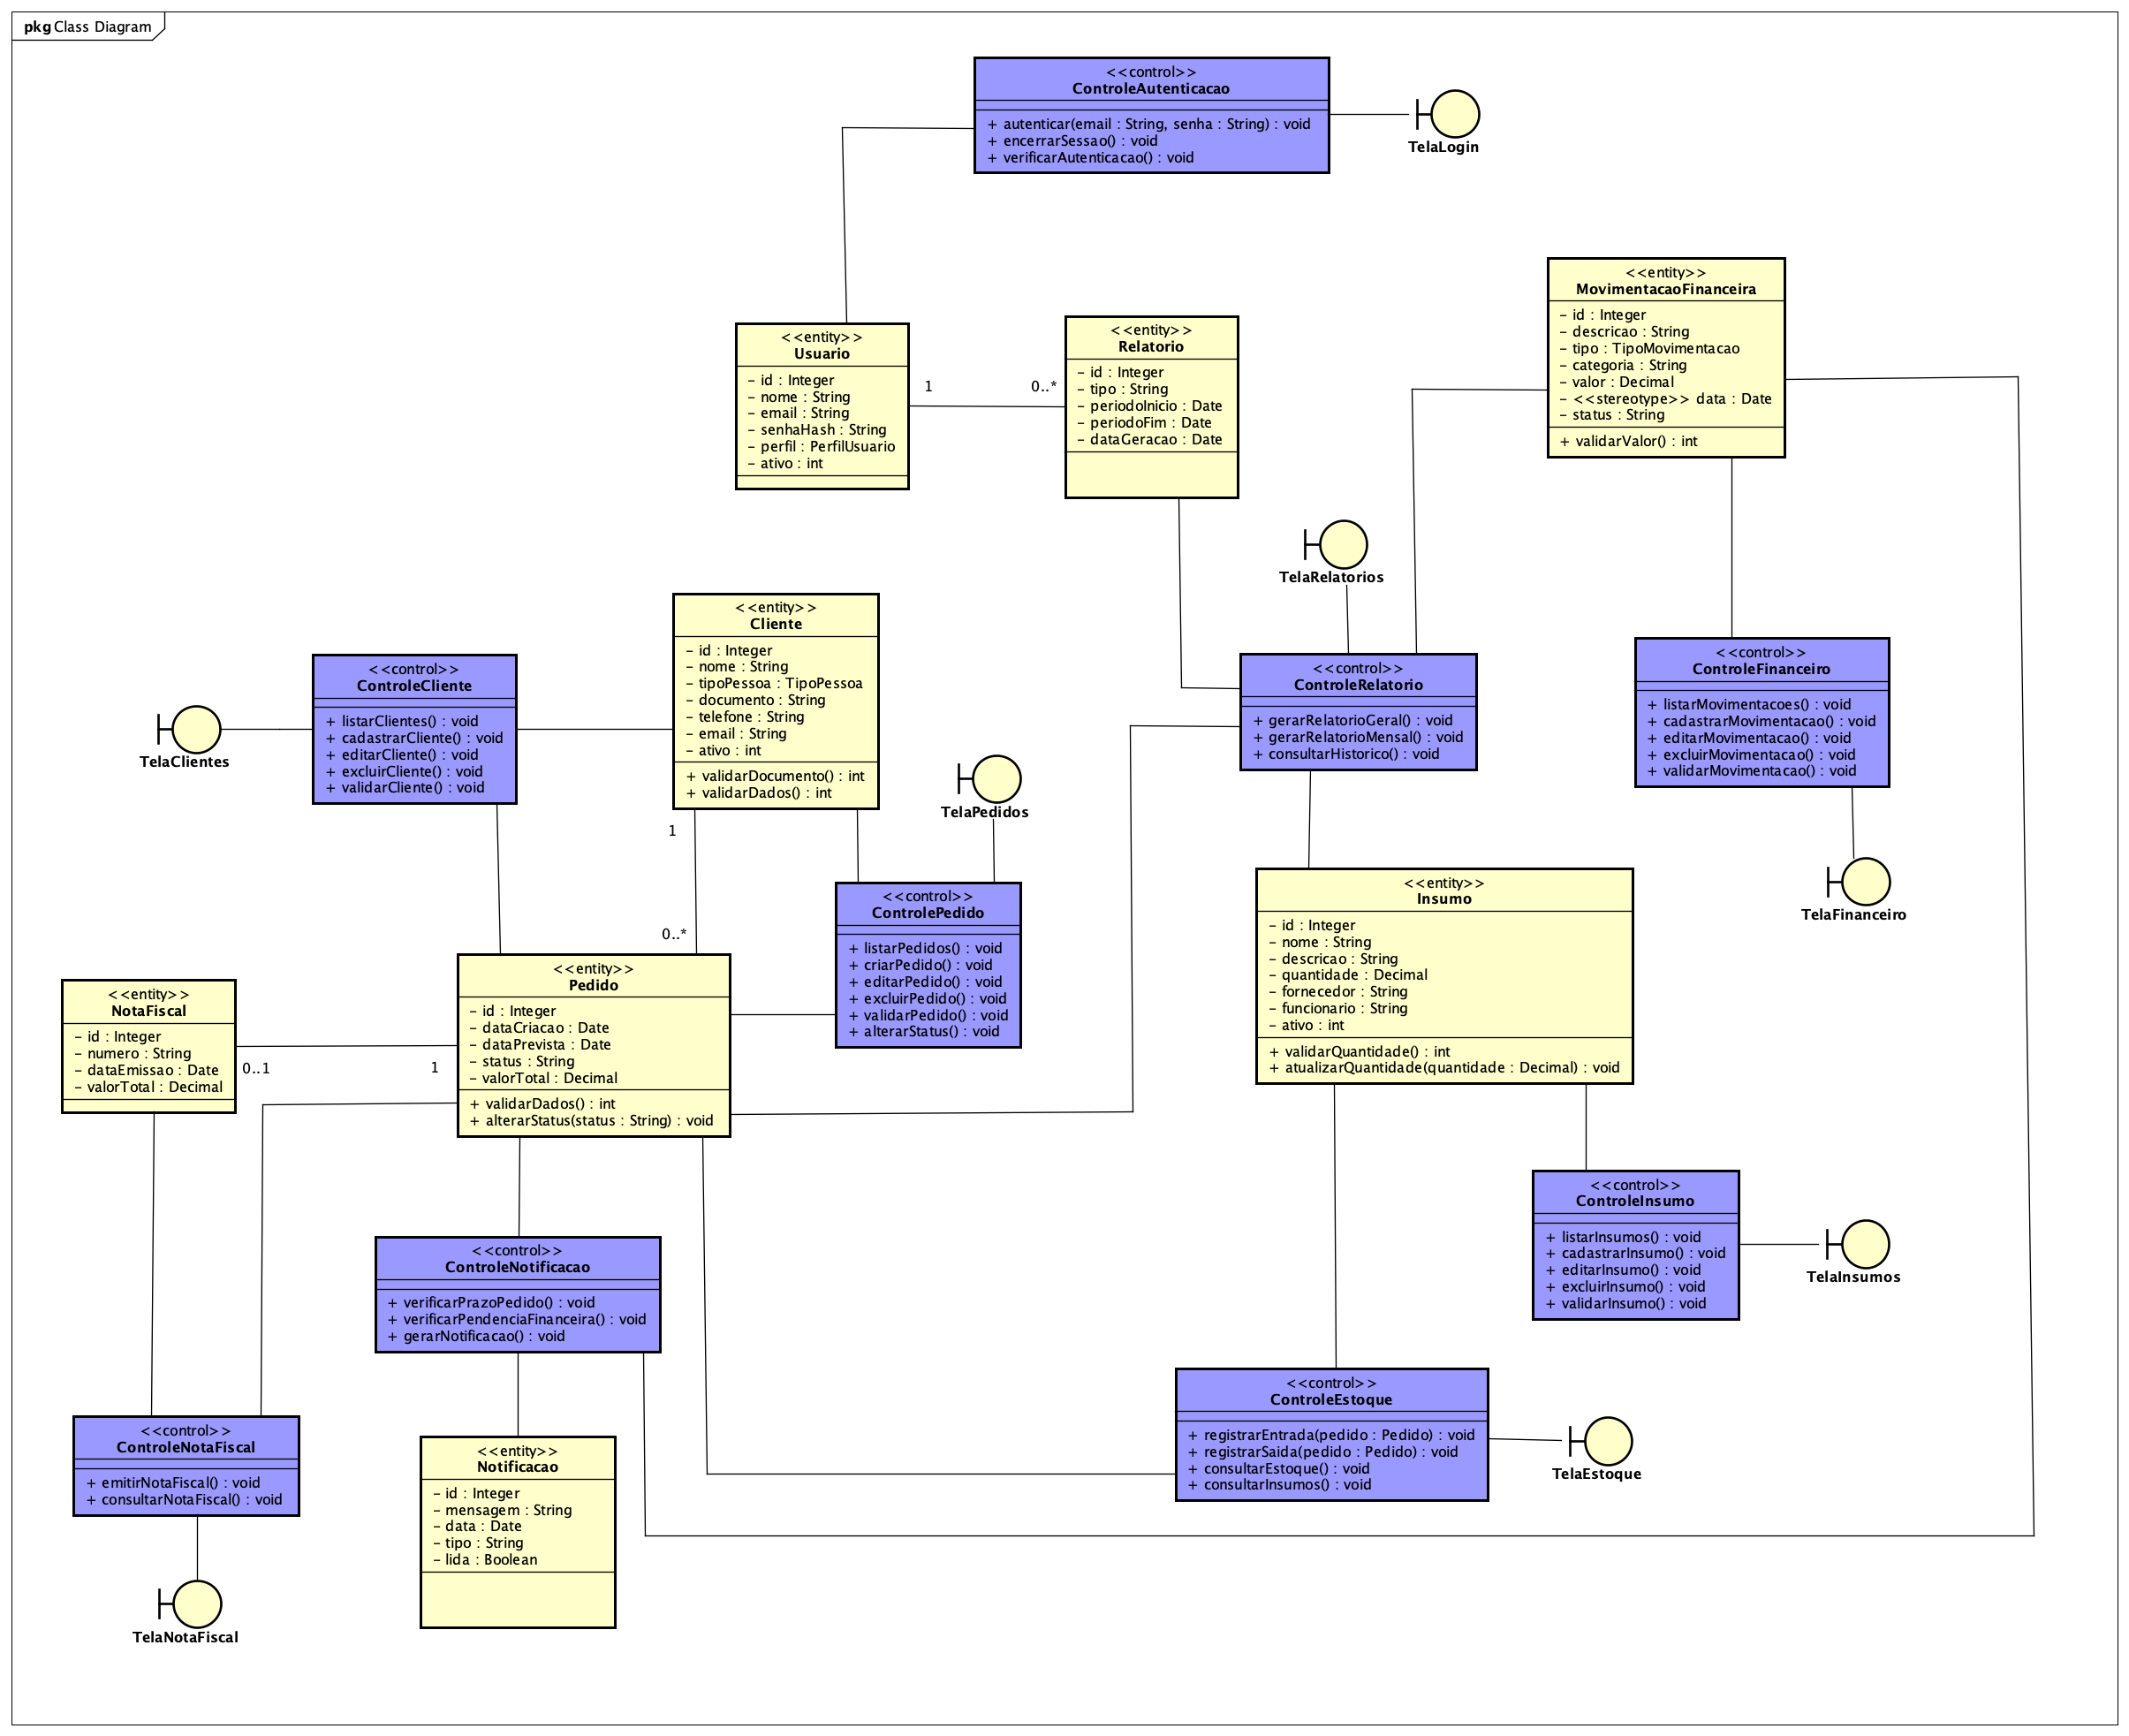 pkg Class Diagram
<<control>>
ControleAutenticacao
+ autenticar(email : String, senha : String) : void
+ encerrarSessao() : void
+ verificarAutenticacao() : void
TelaLogin
<<entity>>
MovimentacaoFinanceira
- id : Integer
- descricao : String
- tipo : TipoMovimentacao
- categoria : String
- valor : Decimal
- <<stereotype>> data : Date
- status : String
+ validarValor() : int
<<entity>>
Usuario
- id : Integer
- nome : String
- email : String
- senhaHash : String
- perfil : PerfilUsuario
- ativo : int
1
0..*
<<entity>>
Relatorio
- id : Integer
- tipo : String
- periodoInicio : Date
- periodoFim : Date
- dataGeracao : Date
TelaRelatorios
<<entity>>
Cliente
- id : Integer
- nome : String
- tipoPessoa : TipoPessoa
- documento : String
- telefone : String
- email : String
- ativo : int
+ validarDocumento() : int
+ validarDados() : int
<<control>>
ControleCliente
+ listarClientes() : void
+ cadastrarCliente() : void
+ editarCliente() : void
+ excluirCliente() : void
+ validarCliente() : void
TelaClientes
<<control>>
ControleRelatorio
+ gerarRelatorioGeral() : void
+ gerarRelatorioMensal() : void
+ consultarHistorico() : void
<<control>>
ControleFinanceiro
+ listarMovimentacoes() : void
+ cadastrarMovimentacao() : void
+ editarMovimentacao() : void
+ excluirMovimentacao() : void
+ validarMovimentacao() : void
TelaPedidos
1
0..*
<<control>>
ControlePedido
+ listarPedidos() : void
+ criarPedido() : void
+ editarPedido() : void
+ excluirPedido() : void
+ validarPedido() : void
+ alterarStatus() : void
<<entity>>
Insumo
- id : Integer
- nome : String
- descricao : String
- quantidade : Decimal
- fornecedor : String
- funcionario : String
- ativo : int
+ validarQuantidade() : int
+ atualizarQuantidade(quantidade : Decimal) : void
TelaFinanceiro
<<entity>>
NotaFiscal
- id : Integer
- numero : String
- dataEmissao : Date
- valorTotal : Decimal
0..1
1
<<entity>>
Pedido
- id : Integer
- dataCriacao : Date
- dataPrevista : Date
- status : String
- valorTotal : Decimal
+ validarDados() : int
+ alterarStatus(status : String) : void
<<control>>
ControleInsumo
+ listarInsumos() : void
+ cadastrarInsumo() : void
+ editarInsumo() : void
+ excluirInsumo() : void
+ validarInsumo() : void
TelaInsumos
<<control>>
ControleNotificacao
+ verificarPrazoPedido() : void
+ verificarPendenciaFinanceira() : void
+ gerarNotificacao() : void
<<control>>
ControleEstoque
+ registrarEntrada(pedido : Pedido) : void
+ registrarSaida(pedido : Pedido) : void
+ consultarEstoque() : void
+ consultarInsumos() : void
TelaEstoque
<<control>>
ControleNotaFiscal
+ emitirNotaFiscal() : void
+ consultarNotaFiscal() : void
<<entity>>
Notificacao
- id : Integer
- mensagem : String
- data : Date
- tipo : String
- lida : Boolean
TelaNotaFiscal